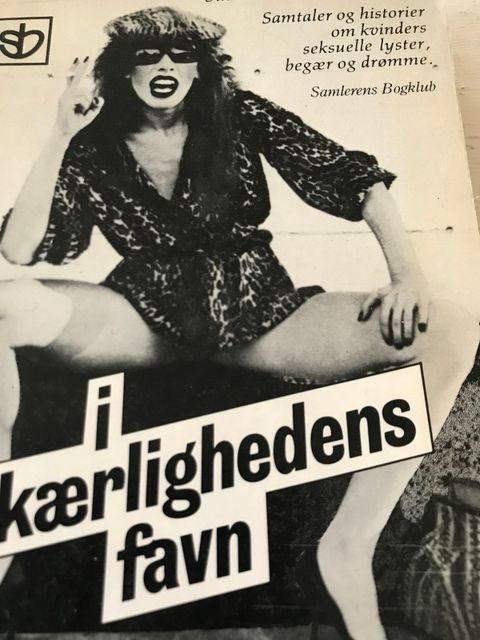 sb
Samtaler og historier
om kvinders
seksuelle lyster,
begær og drømme.
Samlerens Bogklub
i
kærlighedens
favn